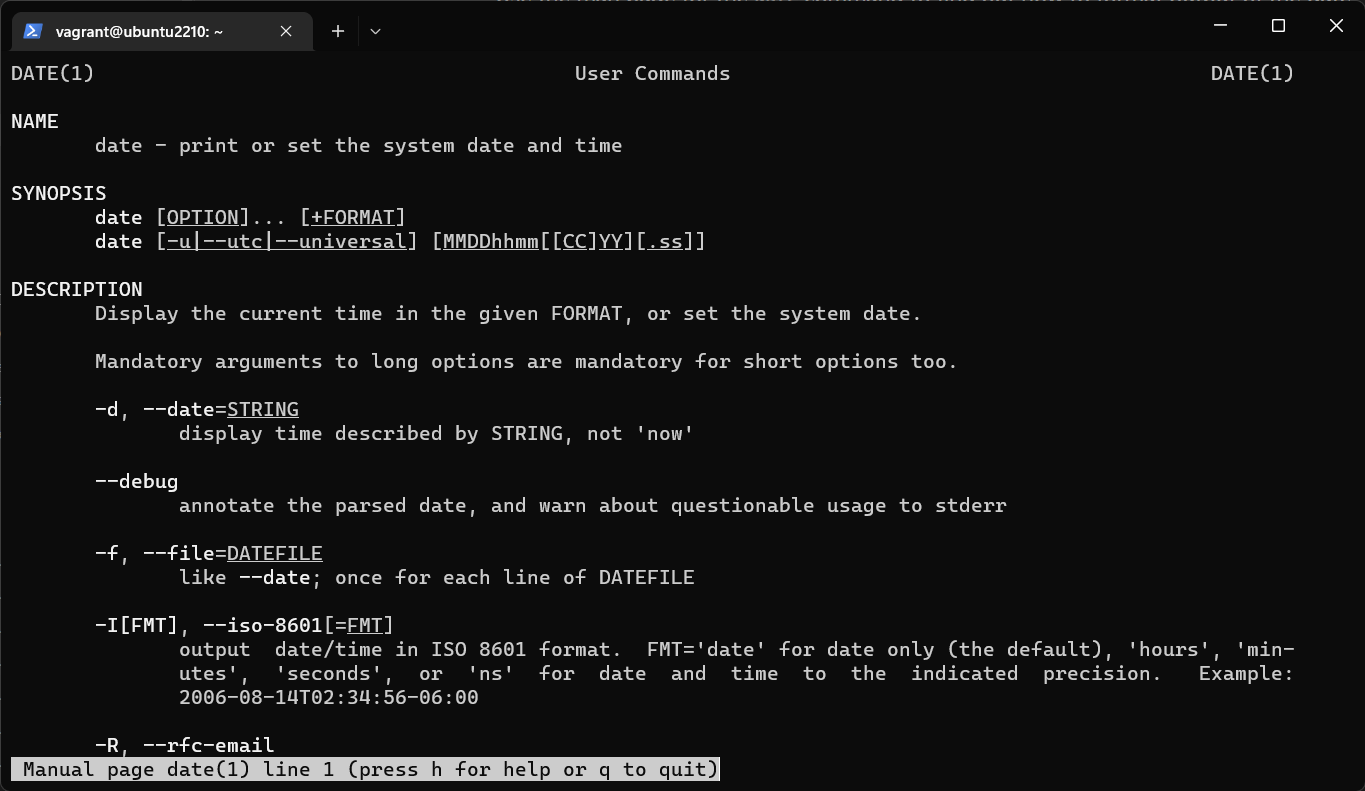 vagrant@ubuntu2210: ~
DATE(1) User Commands DATE(1)
NAME
date - print or set the system date and time
SYNOPSIS
date [OPTION]... [+FORMAT]
date [-u|--utc|--universal] [MMDDhhmm[[CC]YY][.ss]]
DESCRIPTION
Display the current time in the given FORMAT, or set the system date.
Mandatory arguments to long options are mandatory for short options too.
-d, --date=STRING
display time described by STRING, not 'now'
--debug
annotate the parsed date, and warn about questionable usage to stderr
-f, --file=DATEFILE
like --date; once for each line of DATEFILE
-I[FMT], --iso-8601[=FMT]
output  date/time in ISO 8601 format.  FMT='date' for date only (the default), 'hours', 'min-
utes',  'seconds',  or  'ns'  for  date  and  time  to  the  indicated  precision.   Example:
2006-08-14T02:34:56-06:00
-R, --rfc-email
Manual page date(1) line 1 (press h for help or q to quit)